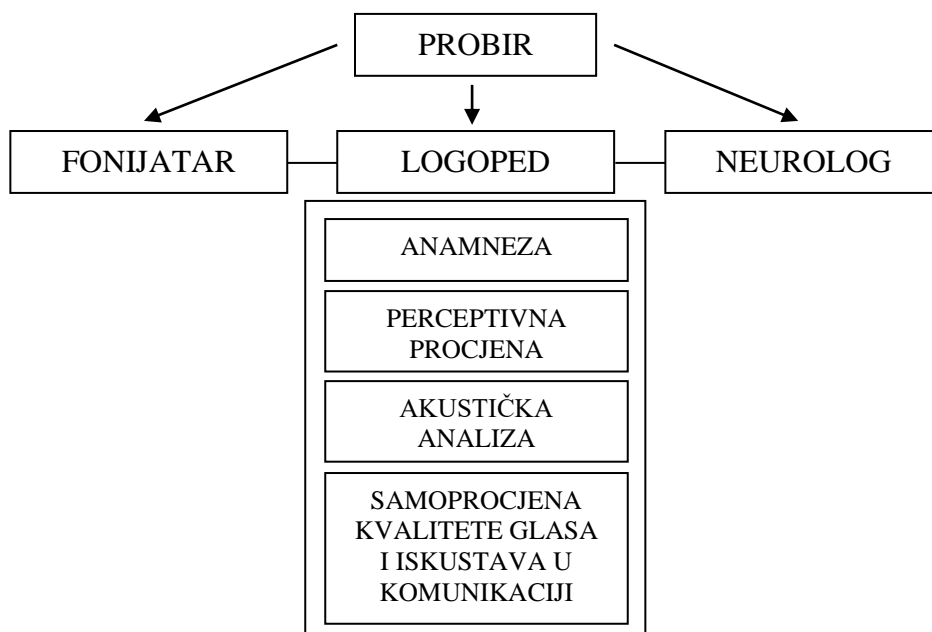 PROBIR
FONIJATAR
LOGOPED
NEUROLOG
ANAMNEZA
PERCEPTIVNA
PROCJENA
AKUSTIČKA
ANALIZA
SAMOPROCJENA
KVALITETE GLASA
I ISKUSTAVA U
KOMUNIKACIJI